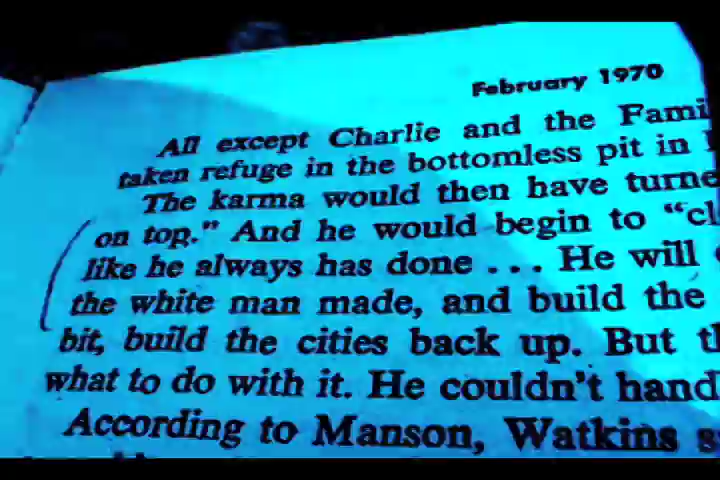 February 1970
All except Charlie and the Fami
taken refuge in the bottomless pit in
The karma would then have turne
on top." And he would begin to "cl
like he always has done . . . He will
the white man made, and build the
bit, build the cities back up. But th
what to do with it. He couldn't hand
According to Manson, Watkins s